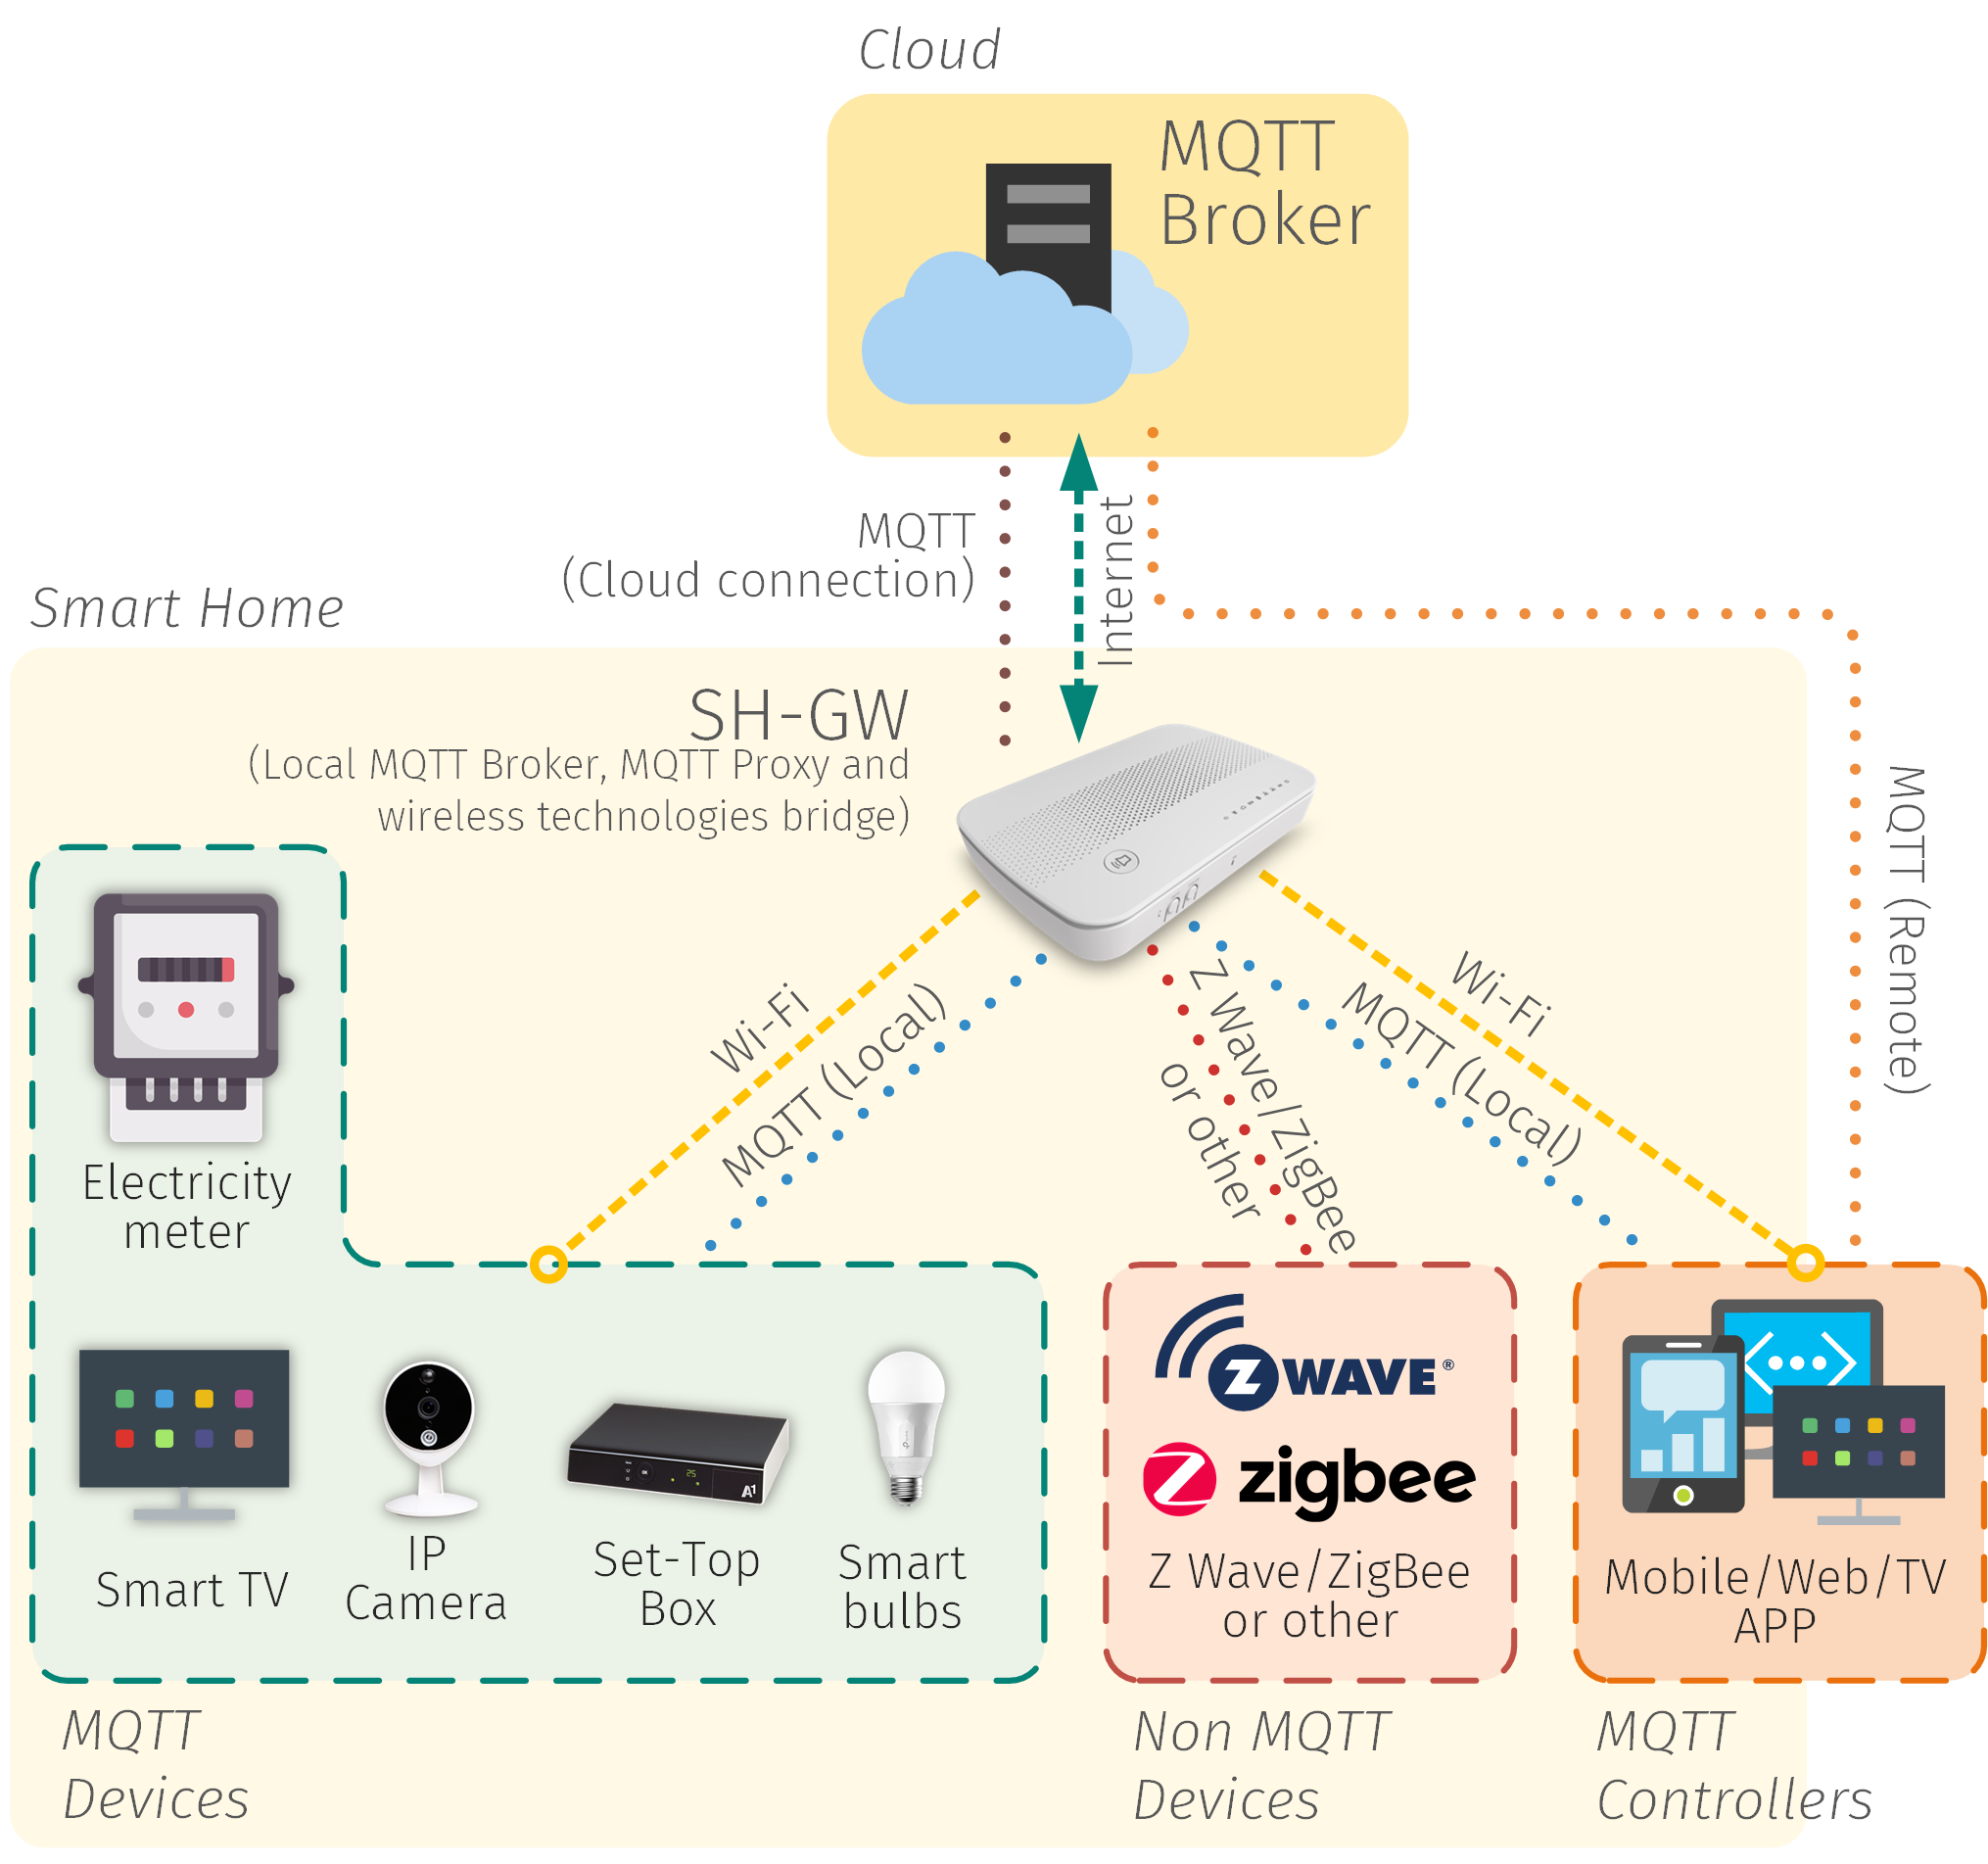 Cloud
MQTT
Broker
MQTT
(Cloud connection)
Internet
Smart Home
SH-GW
(Local MQTT Broker, MQTT Proxy and
wireless technologies bridge)
MQTT (Remote)
Wi-Fi
MQTT (Local)
Z Wave/ZigBee
or other
MQTT (Local)
Wi-Fi
Electricity
meter
Smart TV
IP
Camera
25
A1
Set-Top
Box
Smart
bulbs
Z WAVE®
zigbee
Z Wave/ZigBee
or other
Mobile/Web/TV
APP
MQTT
Devices
Non MQTT
Devices
MQTT
Controllers